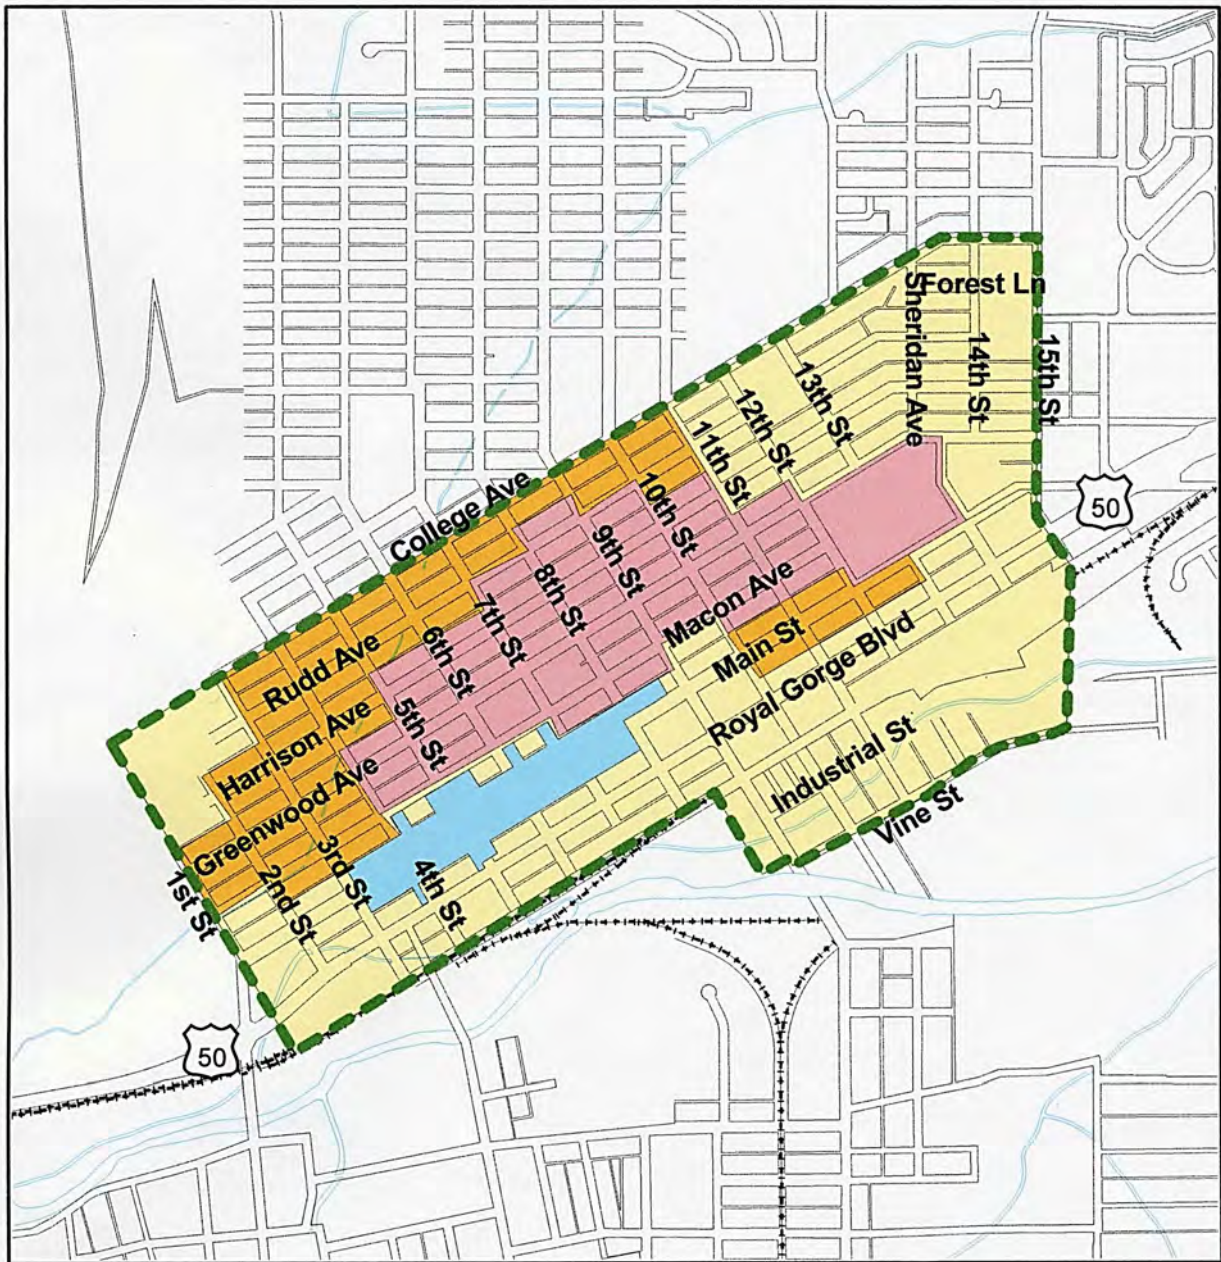 Forest Ln
Sheridan Ave
14th St
15th St
13th St
12th St
11th St
50
College Ave
10th St
9th St
8th St
7th St
6th St
5th St
Macon Ave
Main St
Royal Gorge Blvd
Rudd Ave
Harrison Ave
Greenwood Ave
Industrial St
Vine St
4th St
3rd St
2nd St
1st St
50